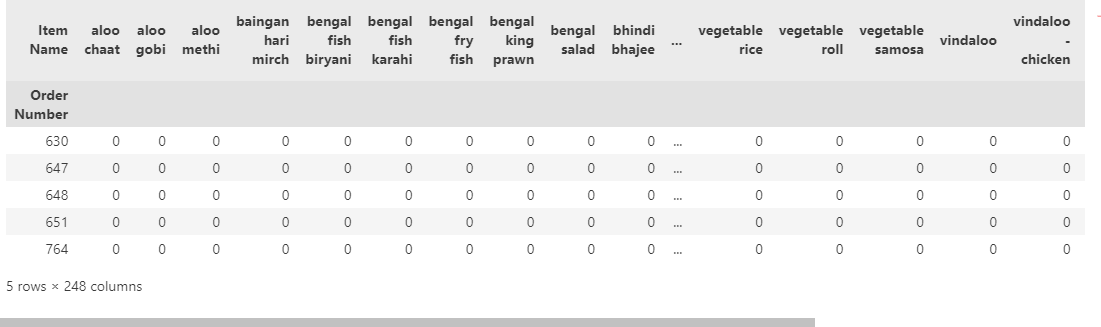 Item Name aloo chaat aloo gobi aloo methi baingan hari mirch bengal fish biryani bengal fish karahi bengal fry fish bengal king prawn bengal salad bhindi bhajee ... vegetable rice vegetable roll vegetable samosa vindaloo vindaloo - chicken
Order Number
630 0 0 0 0 0 0 0 0 0 0 ... 0 0 0 0 0
647 0 0 0 0 0 0 0 0 0 0 ... 0 0 0 0 0
648 0 0 0 0 0 0 0 0 0 0 ... 0 0 0 0 0
651 0 0 0 0 0 0 0 0 0 0 ... 0 0 0 0 0
764 0 0 0 0 0 0 0 0 0 0 ... 0 0 0 0 0
5 rows × 248 columns